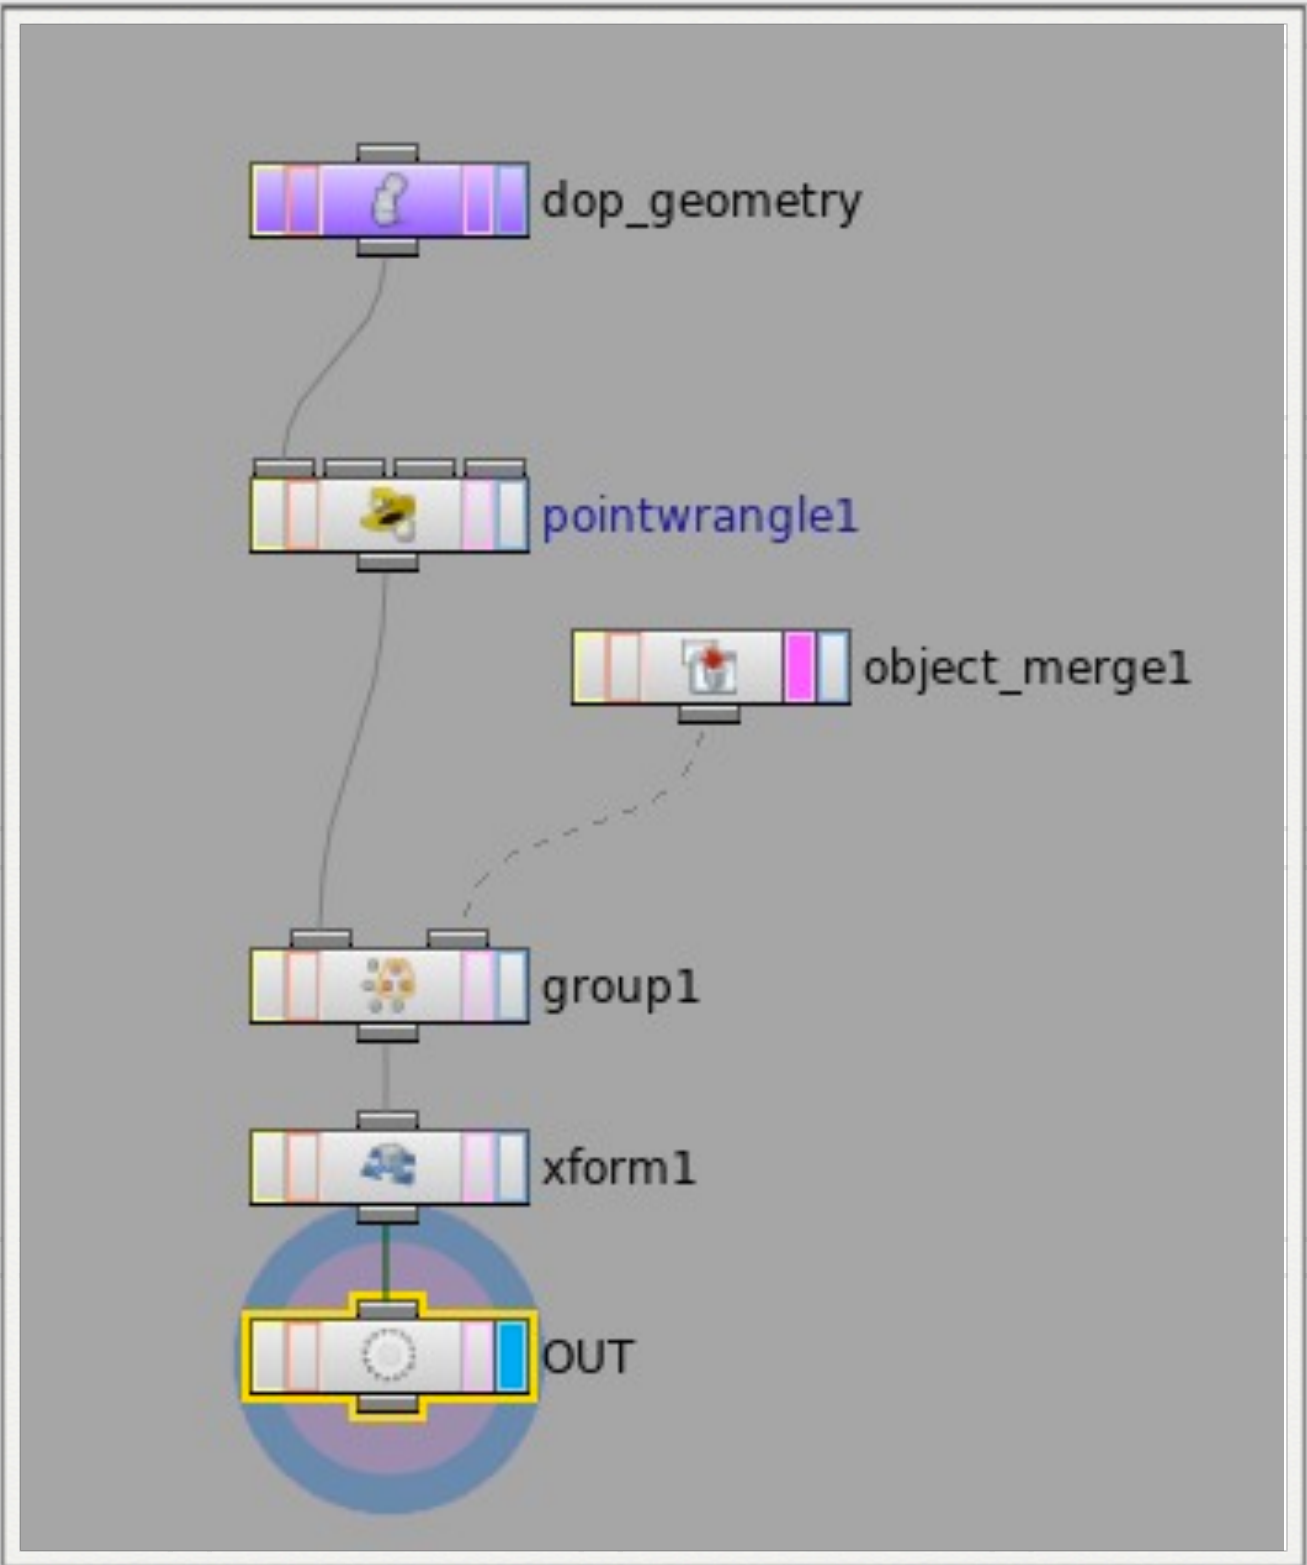 dop_geometry
pointwrangle1
object_merge1
group1
xform1
OUT